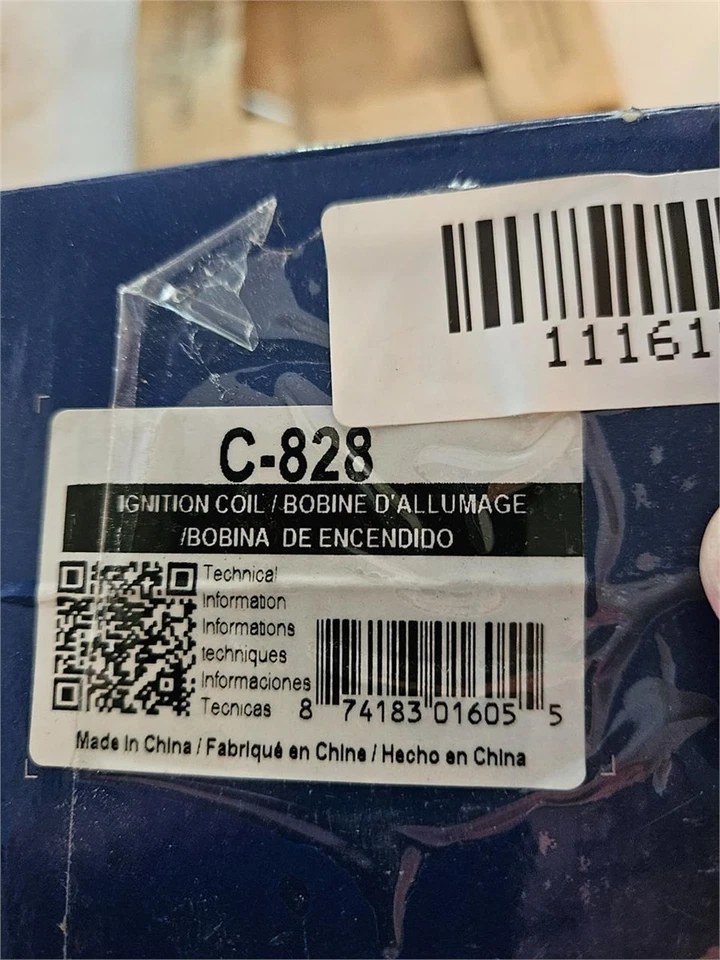 11161
C-828
IGNITION COIL / BOBINE D'ALLUMAGE
/BOBINA DE ENCENDIDO
Technical
Information
Informations
techniques
Informaciones
Tecnicas
8 74183 01605 5
Made in China / Fabriqué en Chine / Hecho en China